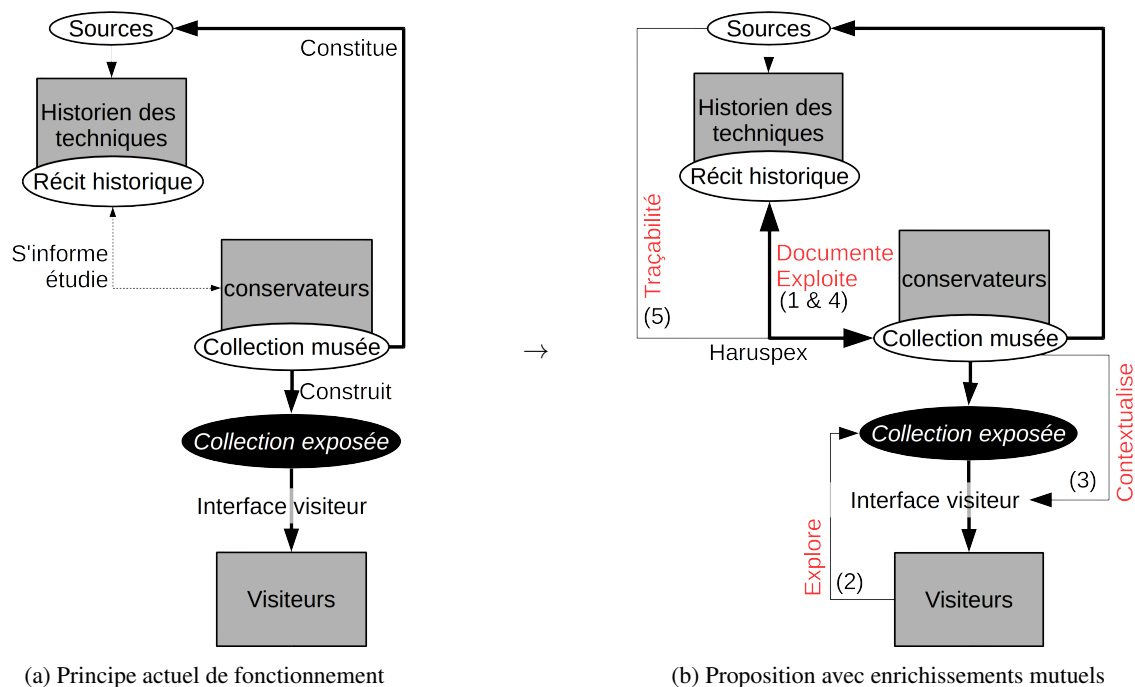 Sources
Constitue
Historien des
techniques
Récit historique
S'informe
étudie
conservateurs
Collection musée
Construit
Collection exposée
Interface visiteur
Visiteurs
(a) Principe actuel de fonctionnement
→
Sources
Historien des
techniques
Récit historique
Traçabilité
(5)
Documente
Exploite
(1 & 4)
conservateurs
Collection musée
Haruspex
Contextualise
(3)
Collection exposée
Interface visiteur
Explore
(2)
Visiteurs
(b) Proposition avec enrichissements mutuels